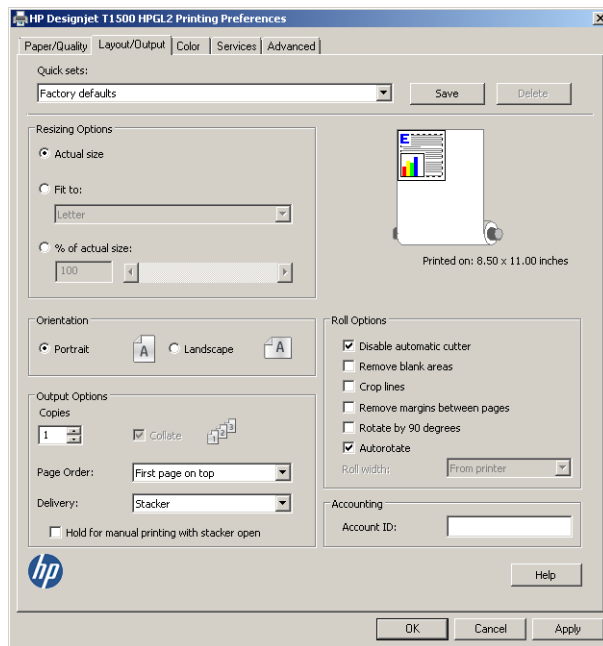 HP Designjet T1500 HPGL2 Printing Preferences
Paper/Quality Layout/Output Color Services Advanced
Quick sets:
Factory defaults Save Delete
Resizing Options
Actual size
Fit to:
Letter
% of actual size:
100
E
Printed on: 8.50 x 11.00 inches
Orientation
Portrait A Landscape A
Output Options
Copies
1 Collate 1 2 3
Page Order: First page on top
Delivery: Stacker
Hold for manual printing with stacker open
Roll Options
Disable automatic cutter
Remove blank areas
Crop lines
Remove margins between pages
Rotate by 90 degrees
Autorotate
Roll width: From printer
Accounting
Account ID:
hp Help
OK Cancel Apply